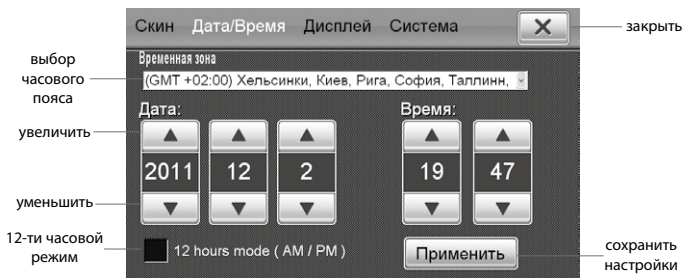 Скин Дата/Время Дисплей Система
закрыть
Временная зона
выбор
часового
пояса
(GMT +02:00) Хельсинки, Киев, Рига, София, Таллинн,
Дата: Время:
увеличить
2011 12 2 19 47
уменьшить
12-ти часовой
режим
12 hours mode ( AM / PM )
Применить
сохранить
настройки